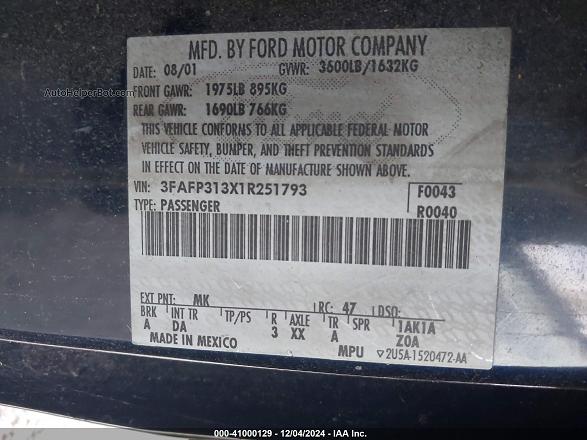 MFD. BY FORD MOTOR COMPANY
DATE: 08/01 GVWR: 3600LB/1632KG
FRONT GAWR: 1975LB 895KG
REAR GAWR: 1690LB 766KG
THIS VEHICLE CONFORMS TO ALL APPLICABLE FEDERAL MOTOR
VEHICLE SAFETY, BUMPER, AND THEFT PREVENTION STANDARDS
IN EFFECT ON THE DATE OF MANUFACTURE SHOWN ABOVE.
VIN: 3FAFP313X1R251793 F0043
TYPE: PASSENGER R0040
EXT PNT: MK RC: 47 DSO:
BRK INT TR TP/PS R AXLE TR SPR 1AK1A
A DA 3 XX A Z0A
MADE IN MEXICO MPU ▽2U5A-1520472-AA
AutoHelperBot.com
000-41000129 - 12/04/2024 - IAA Inc.